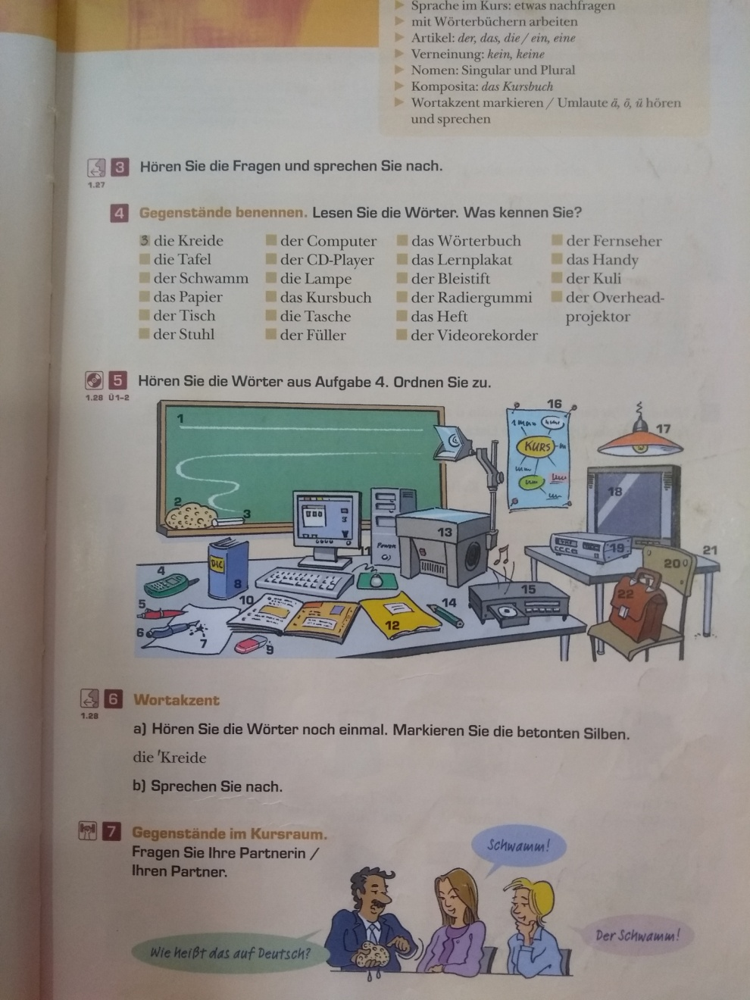 Sprache im Kurs: etwas nachfragen
mit Wörterbüchern arbeiten
Artikel: der, das, die / ein, eine
Verneinung: kein, keine
Nomen: Singular und Plural
Komposita: das Kursbuch
Wortakzent markieren / Umlaute ä, ö, ü hören
und sprechen
3 Hören Sie die Fragen und sprechen Sie nach.
1.27
4 Gegenstände benennen. Lesen Sie die Wörter. Was kennen Sie?
3 die Kreide
die Tafel
der Schwamm
das Papier
der Tisch
der Stuhl
der Computer
der CD-Player
die Lampe
das Kursbuch
die Tasche
der Füller
das Wörterbuch
das Lernplakat
der Bleistift
der Radiergummi
das Heft
der Videorekorder
der Fernseher
das Handy
der Kuli
der Overhead-
projektor
5 Hören Sie die Wörter aus Aufgabe 4. Ordnen Sie zu.
1.28 Ü 1–2
1
16
17
KURS
18
2
3
13
11
Power
19
21
20
4
DIC
8
22
15
5
10
14
6
12
7
9
6 Wortakzent
1.28
a) Hören Sie die Wörter noch einmal. Markieren Sie die betonten Silben.
die 'Kreide
b) Sprechen Sie nach.
7 Gegenstände im Kursraum.
Fragen Sie Ihre Partnerin /
Ihren Partner.
Schwamm!
Der Schwamm!
Wie heißt das auf Deutsch?